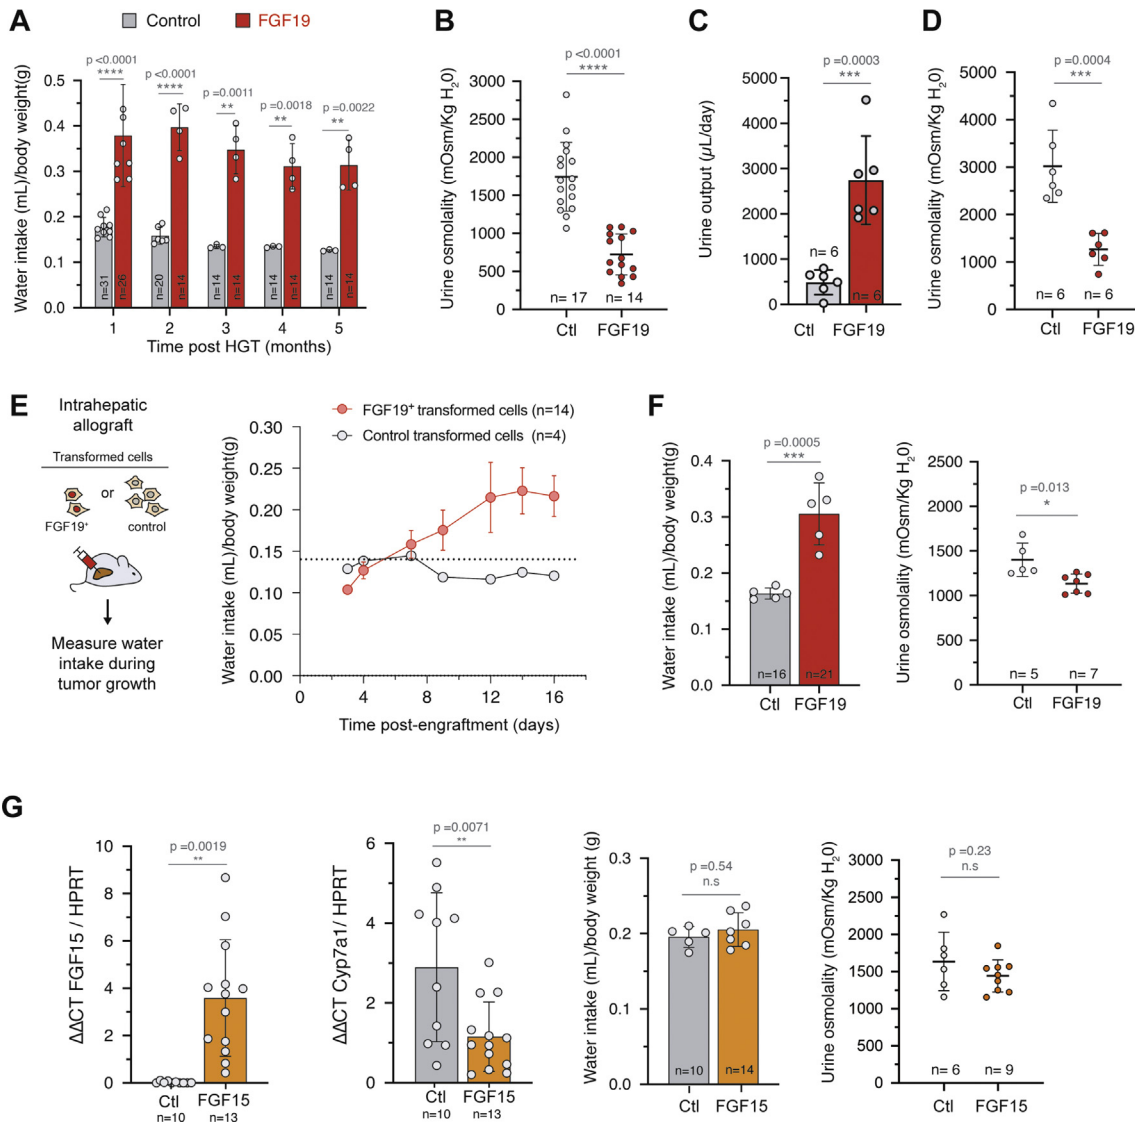 A
Control
FGF19
Water intake (mL)/body weight(g)
0.5
0.4
0.3
0.2
0.1
0.0
p <0.0001
****
p <0.0001
****
p =0.0011
**
p =0.0018
**
p =0.0022
**
n=31
n=26
n=20
n=14
n=14
n=14
n=14
n=14
n=14
n=14
1
2
3
4
5
Time post HGT (months)
B
Urine osmolality (mOsm/Kg H₂0)
3000
2500
2000
1500
1000
500
0
p <0.0001
****
n= 17
n= 14
Ctl
FGF19
C
Urine output (µL/day)
5000
4000
3000
2000
1000
0
p =0.0003
***
n= 6
n= 6
Ctl
FGF19
D
Urine osmolality (mOsm/Kg H₂0)
5000
4000
3000
2000
1000
0
p =0.0004
***
n= 6
n= 6
Ctl
FGF19
E
Intrahepatic
allograft
Transformed cells
or
FGF19⁺
control
Measure water
intake during
tumor growth
FGF19⁺ transformed cells (n=14)
Control transformed cells (n=4)
Water intake (mL)/body weight(g)
0.30
0.25
0.20
0.15
0.10
0.05
0.00
0
4
8
12
16
Time post-engraftment (days)
F
Water intake (mL)/body weight(g)
0.4
0.3
0.2
0.1
0.0
p =0.0005
***
n=16
n=21
Ctl
FGF19
Urine osmolality (mOsm/Kg H₂0)
2500
2000
1500
1000
500
0
p =0.013
*
n= 5
n= 7
Ctl
FGF19
G
ΔΔCT FGF15 / HPRT
10
8
6
4
2
0
p =0.0019
**
Ctl
FGF15
n=10
n=13
ΔΔCT Cyp7a1/ HPRT
6
4
2
0
p =0.0071
**
Ctl
FGF15
n=10
n=13
Water intake (mL)/body weight (g)
0.3
0.2
0.1
0.0
p =0.54
n.s
n=10
n=14
Ctl
FGF15
Urine osmolality (mOsm/Kg H₂0)
3000
2500
2000
1500
1000
500
0
p =0.23
n.s
n= 6
n= 9
Ctl
FGF15